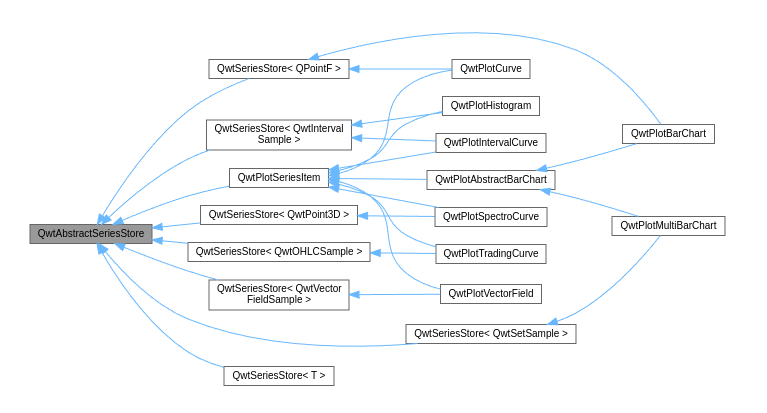 QwtSeriesStore< QPointF >
QwtPlotCurve
QwtPlotHistogram
QwtSeriesStore< QwtInterval
Sample >
QwtPlotBarChart
QwtPlotIntervalCurve
QwtPlotSeriesItem
QwtPlotAbstractBarChart
QwtSeriesStore< QwtPoint3D >
QwtPlotSpectroCurve
QwtPlotMultiBarChart
QwtAbstractSeriesStore
QwtSeriesStore< QwtOHLCSample >
QwtPlotTradingCurve
QwtSeriesStore< QwtVector
FieldSample >
QwtPlotVectorField
QwtSeriesStore< QwtSetSample >
QwtSeriesStore< T >